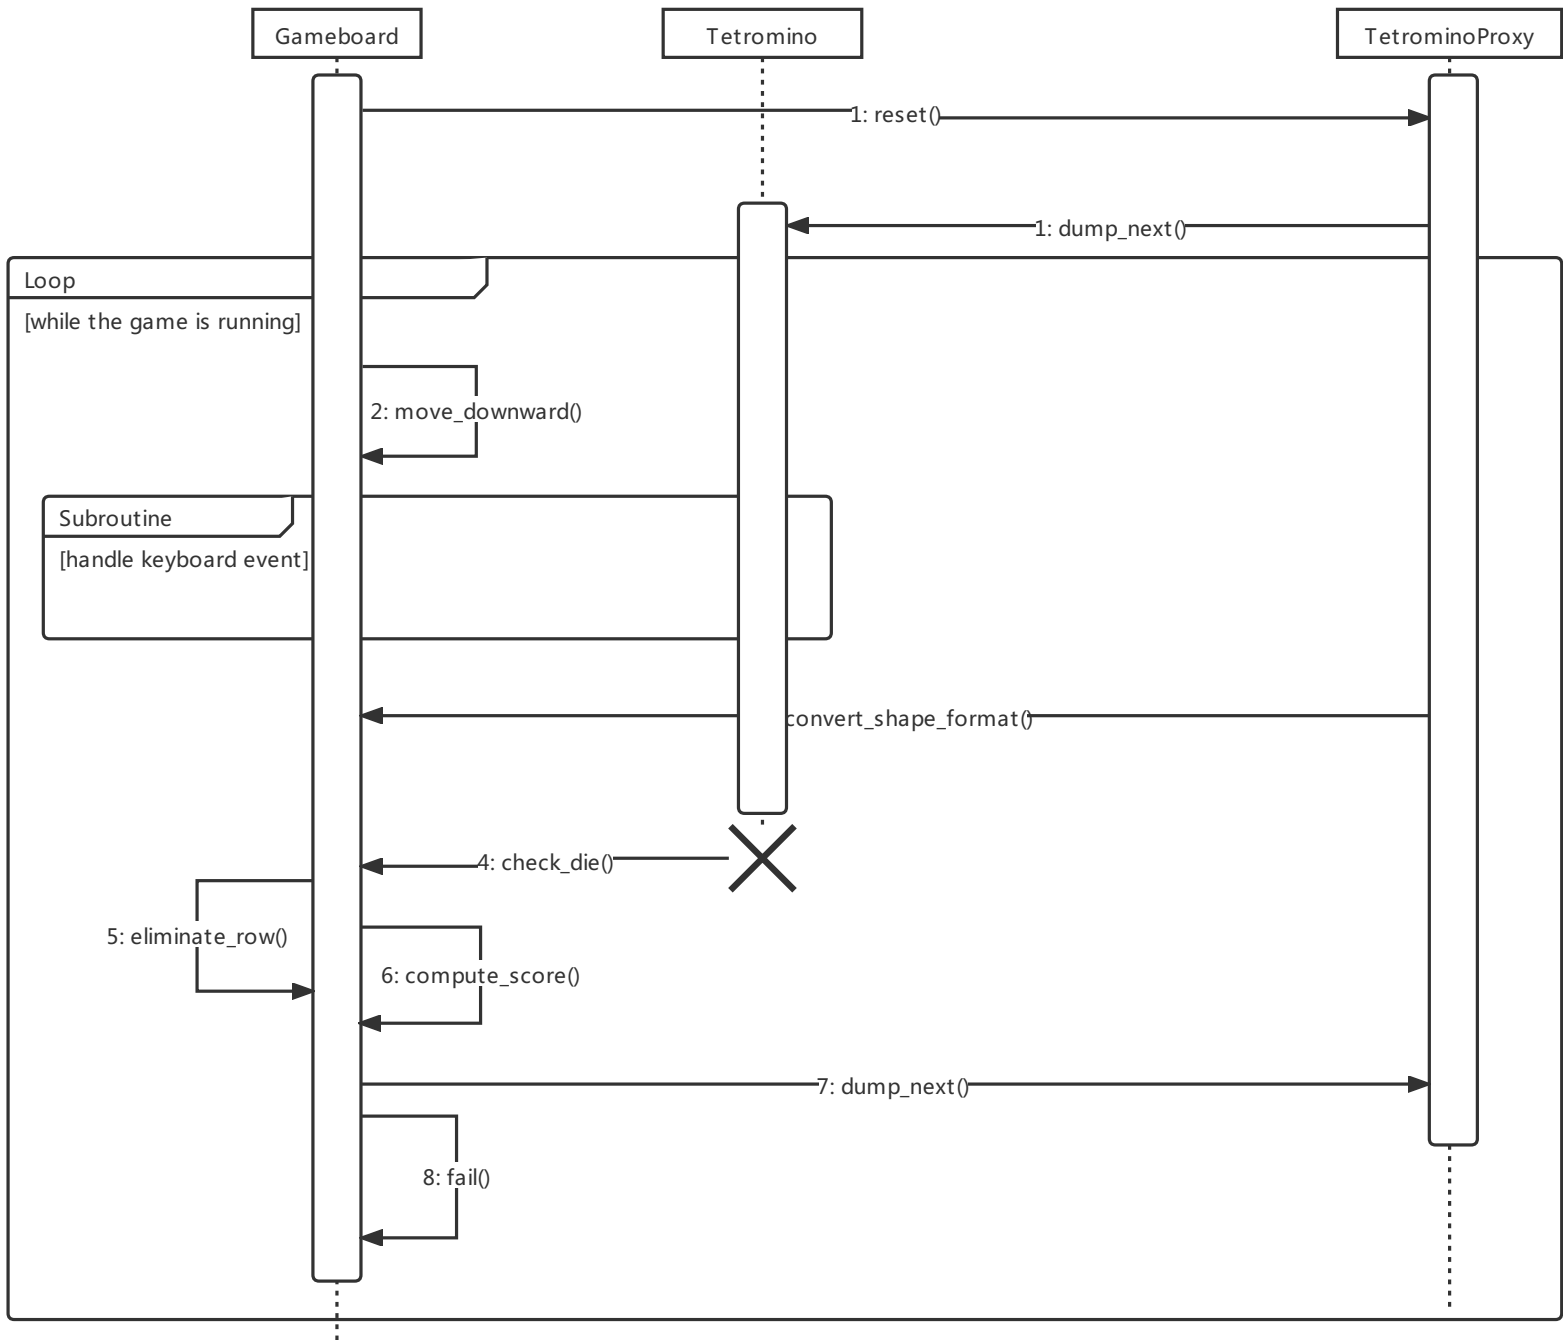 Gameboard
Tetromino
TetrominoProxy
1: reset()
1: dump_next()
Loop
[while the game is running]
2: move_downward()
Subroutine
[handle keyboard event]
convert_shape_format()
4: check_die()
5: eliminate_row()
6: compute_score()
7: dump_next()
8: fail()